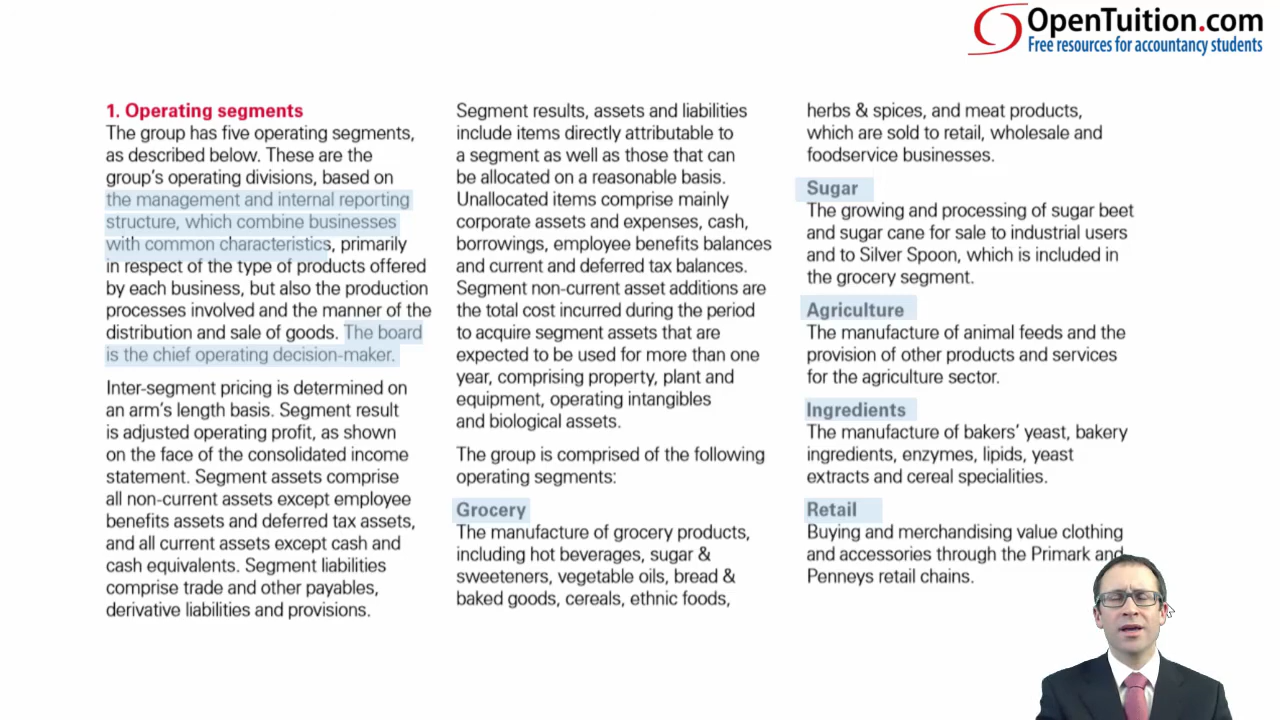 OpenTuition.com
Free resources for accountancy students
1. Operating segments
The group has five operating segments,
as described below. These are the
group's operating divisions, based on
the management and internal reporting
structure, which combine businesses
with common characteristics, primarily
in respect of the type of products offered
by each business, but also the production
processes involved and the manner of the
distribution and sale of goods. The board
is the chief operating decision-maker.
Inter-segment pricing is determined on
an arm's length basis. Segment result
is adjusted operating profit, as shown
on the face of the consolidated income
statement. Segment assets comprise
all non-current assets except employee
benefits assets and deferred tax assets,
and all current assets except cash and
cash equivalents. Segment liabilities
comprise trade and other payables,
derivative liabilities and provisions.
Segment results, assets and liabilities
include items directly attributable to
a segment as well as those that can
be allocated on a reasonable basis.
Unallocated items comprise mainly
corporate assets and expenses, cash,
borrowings, employee benefits balances
and current and deferred tax balances.
Segment non-current asset additions are
the total cost incurred during the period
to acquire segment assets that are
expected to be used for more than one
year, comprising property, plant and
equipment, operating intangibles
and biological assets.
The group is comprised of the following
operating segments:
Grocery
The manufacture of grocery products,
including hot beverages, sugar &
sweeteners, vegetable oils, bread &
baked goods, cereals, ethnic foods,
herbs & spices, and meat products,
which are sold to retail, wholesale and
foodservice businesses.
Sugar
The growing and processing of sugar beet
and sugar cane for sale to industrial users
and to Silver Spoon, which is included in
the grocery segment.
Agriculture
The manufacture of animal feeds and the
provision of other products and services
for the agriculture sector.
Ingredients
The manufacture of bakers' yeast, bakery
ingredients, enzymes, lipids, yeast
extracts and cereal specialities.
Retail
Buying and merchandising value clothing
and accessories through the Primark and
Penneys retail chains.